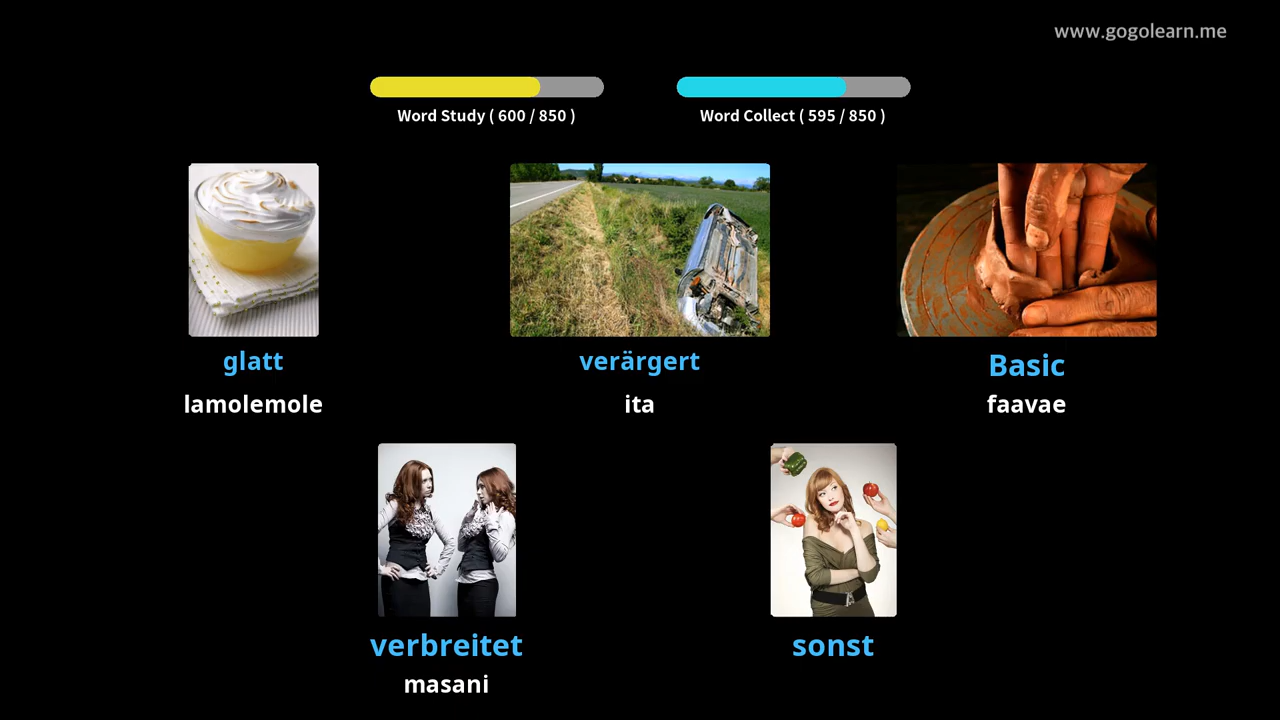 www.gogolearn.me
Word Study ( 600 / 850 )
Word Collect ( 595 / 850 )
glatt
verärgert
Basic
lamolemole
ita
faavae
verbreitet
sonst
masani